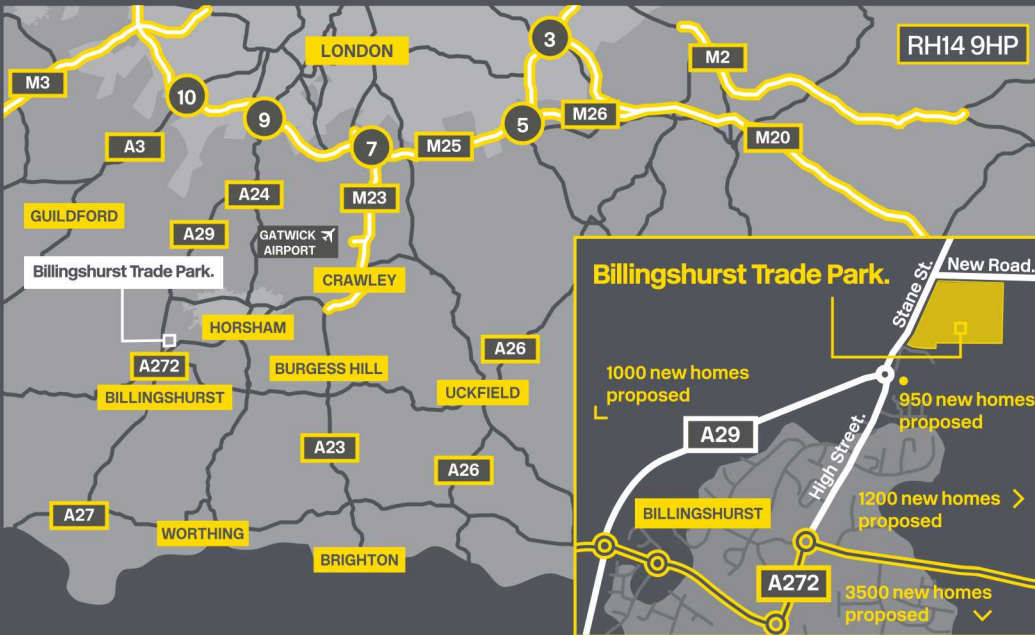 LONDON
3
M2
RH14 9HP
M3
10
9
5
M26
M20
A3
7
M25
A24
M23
GUILDFORD
A29
GATWICK
AIRPORT
Billingshurst Trade Park.
CRAWLEY
HORSHAM
A26
A272
BURGESS HILL
BILLINGSHURST
UCKFIELD
A23
A26
A27
WORTHING
BRIGHTON
Billingshurst Trade Park.
Stane St.
New Road.
1000 new homes
proposed
950 new homes
proposed
A29
High Street.
BILLINGSHURST
1200 new homes
proposed
A272
3500 new homes
proposed